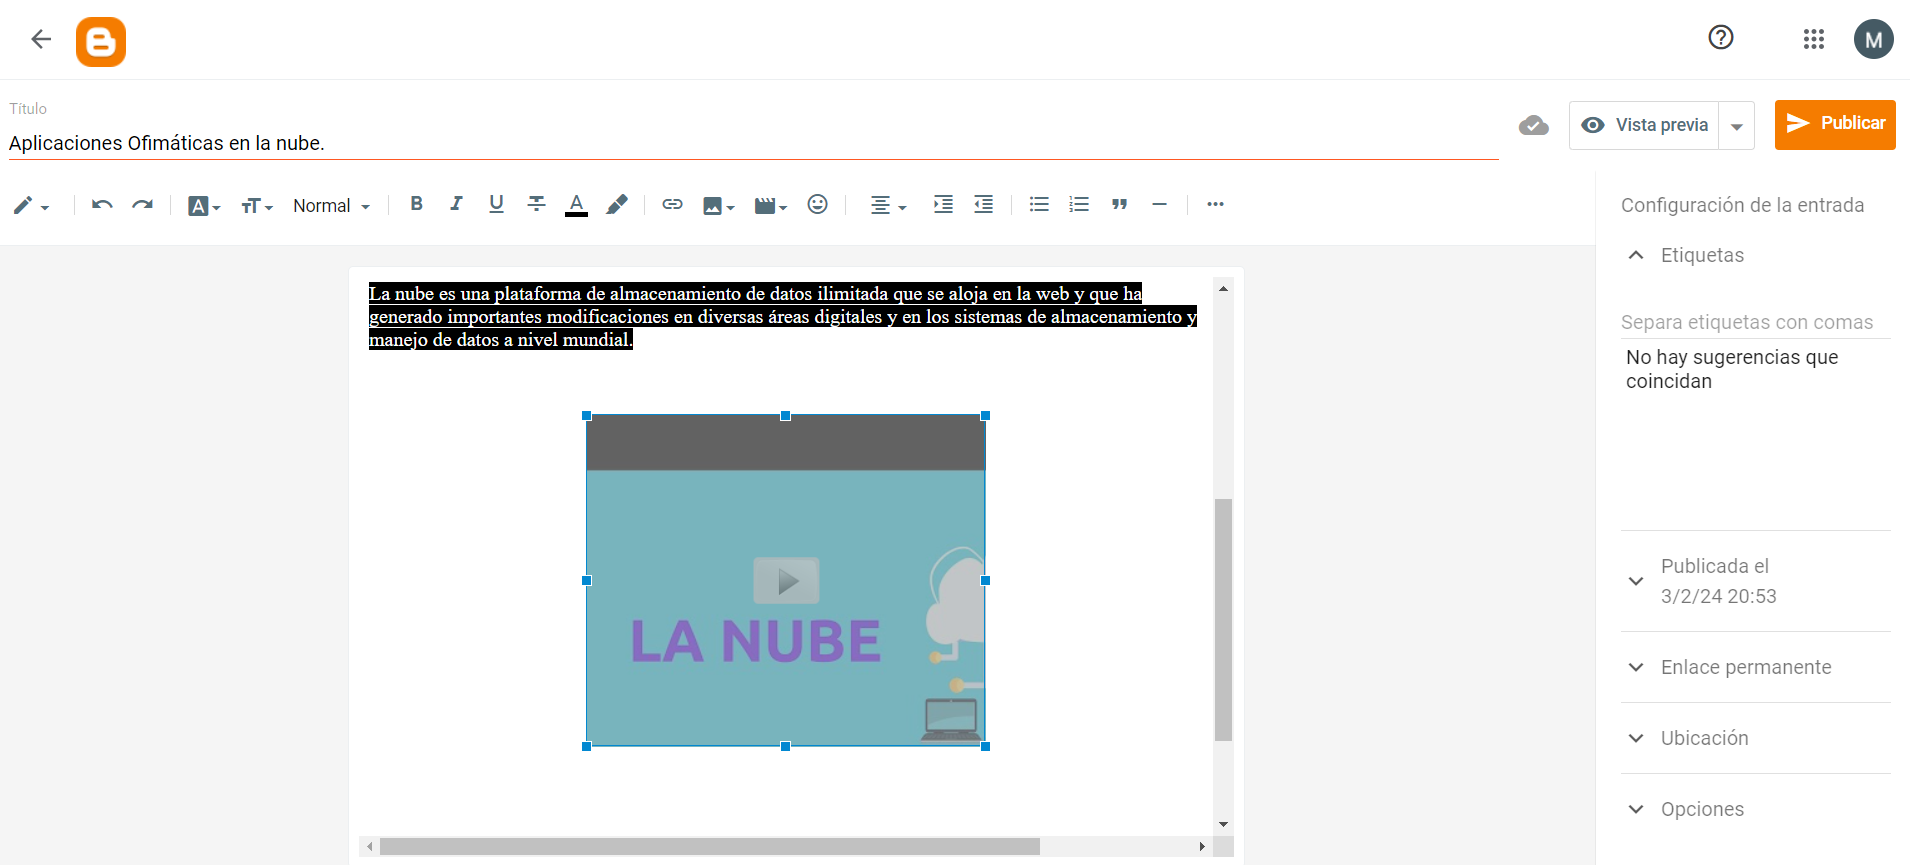 M
Título
Aplicaciones Ofimáticas en la nube.
Vista previa
Publicar
Normal
B I U T A
Configuración de la entrada
Etiquetas
Separa etiquetas con comas
No hay sugerencias que
coincidan
La nube es una plataforma de almacenamiento de datos ilimitada que se aloja en la web y que ha
generado importantes modificaciones en diversas áreas digitales y en los sistemas de almacenamiento y
manejo de datos a nivel mundial.
LA NUBE
Publicada el
3/2/24 20:53
Enlace permanente
Ubicación
Opciones